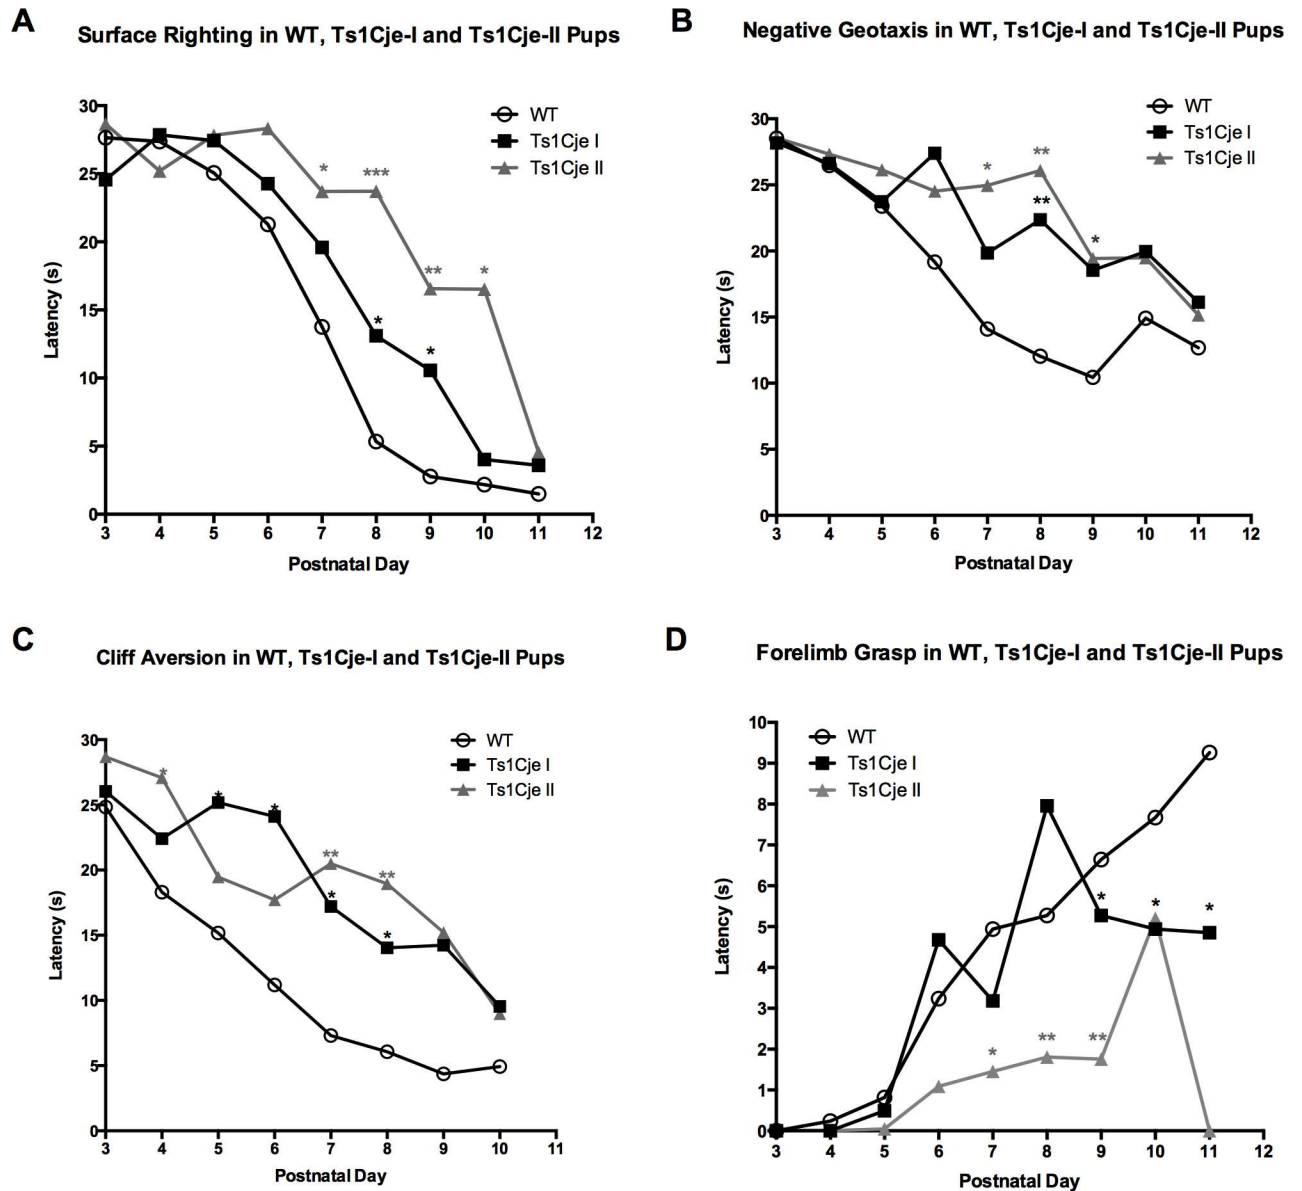 A
Surface Righting in WT, Ts1Cje-I and Ts1Cje-II Pups
WT
Ts1Cje I
Ts1Cje II
30
25
20
15
10
5
0
Latency (s)
*
***
**
*
*
*
3 4 5 6 7 8 9 10 11 12
Postnatal Day
B
Negative Geotaxis in WT, Ts1Cje-I and Ts1Cje-II Pups
WT
Ts1Cje I
Ts1Cje II
30
25
20
15
10
5
0
Latency (s)
*
**
**
*
3 4 5 6 7 8 9 10 11 12
Postnatal Day
C
Cliff Aversion in WT, Ts1Cje-I and Ts1Cje-II Pups
WT
Ts1Cje I
Ts1Cje II
30
25
20
15
10
5
0
Latency (s)
*
*
*
**
**
*
*
3 4 5 6 7 8 9 10 11
Postnatal Day
D
Forelimb Grasp in WT, Ts1Cje-I and Ts1Cje-II Pups
WT
Ts1Cje I
Ts1Cje II
10
9
8
7
6
5
4
3
2
1
0
Latency (s)
*
*
*
*
**
**
3 4 5 6 7 8 9 10 11 12
Postnatal Day